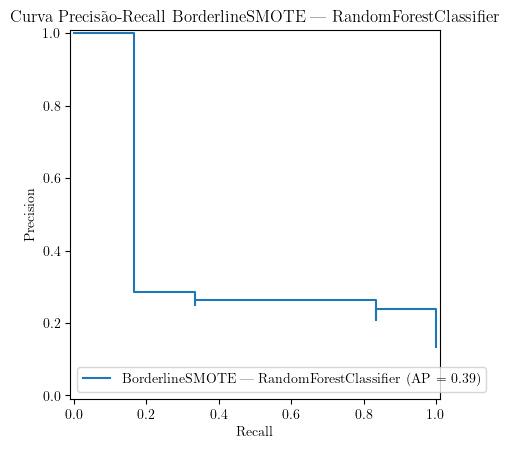 Curva Precisão-Recall BorderlineSMOTE — RandomForestClassifier
1.0
0.8
0.6
0.4
0.2
0.0
Precision
BorderlineSMOTE — RandomForestClassifier (AP = 0.39)
0.0 0.2 0.4 0.6 0.8 1.0
Recall